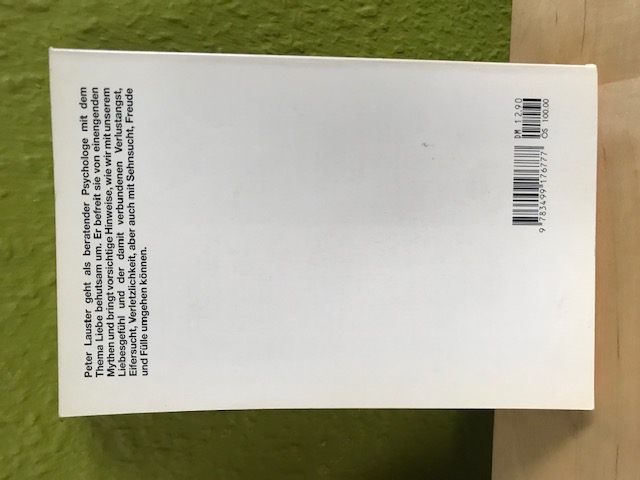 Peter Lauster geht als beratender Psychologe mit dem
Thema Liebe behutsam um. Er befreit sie von einengenden
Mythen und bringt vorsichtige Hinweise, wie wir mit unserem
Liebesgefühl und der damit verbundenen Verlustangst,
Eifersucht, Verletzlichkeit, aber auch mit Sehnsucht, Freude
und Fülle umgehen können.
DM 12.90
9 783499 176777
ÖS 100,00